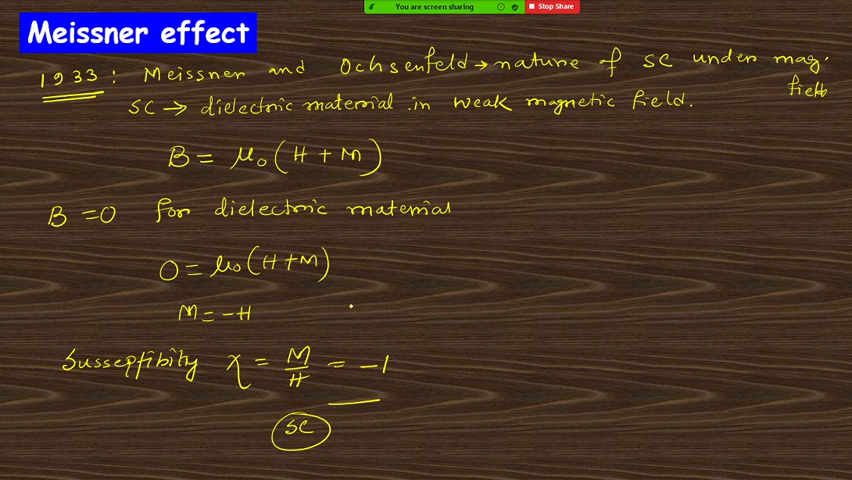 You are screen sharing
Stop Share
Meissner effect
1933 : Meissner and Ochsenfeld → nature of SC under mag.
field
SC → dielectric material in weak magnetic field.
B = μ₀ (H + M)
B = 0 for dielectric material
0 = μ₀ (H + M)
M = -H
Susseptibity χ = M/H = -1
SC